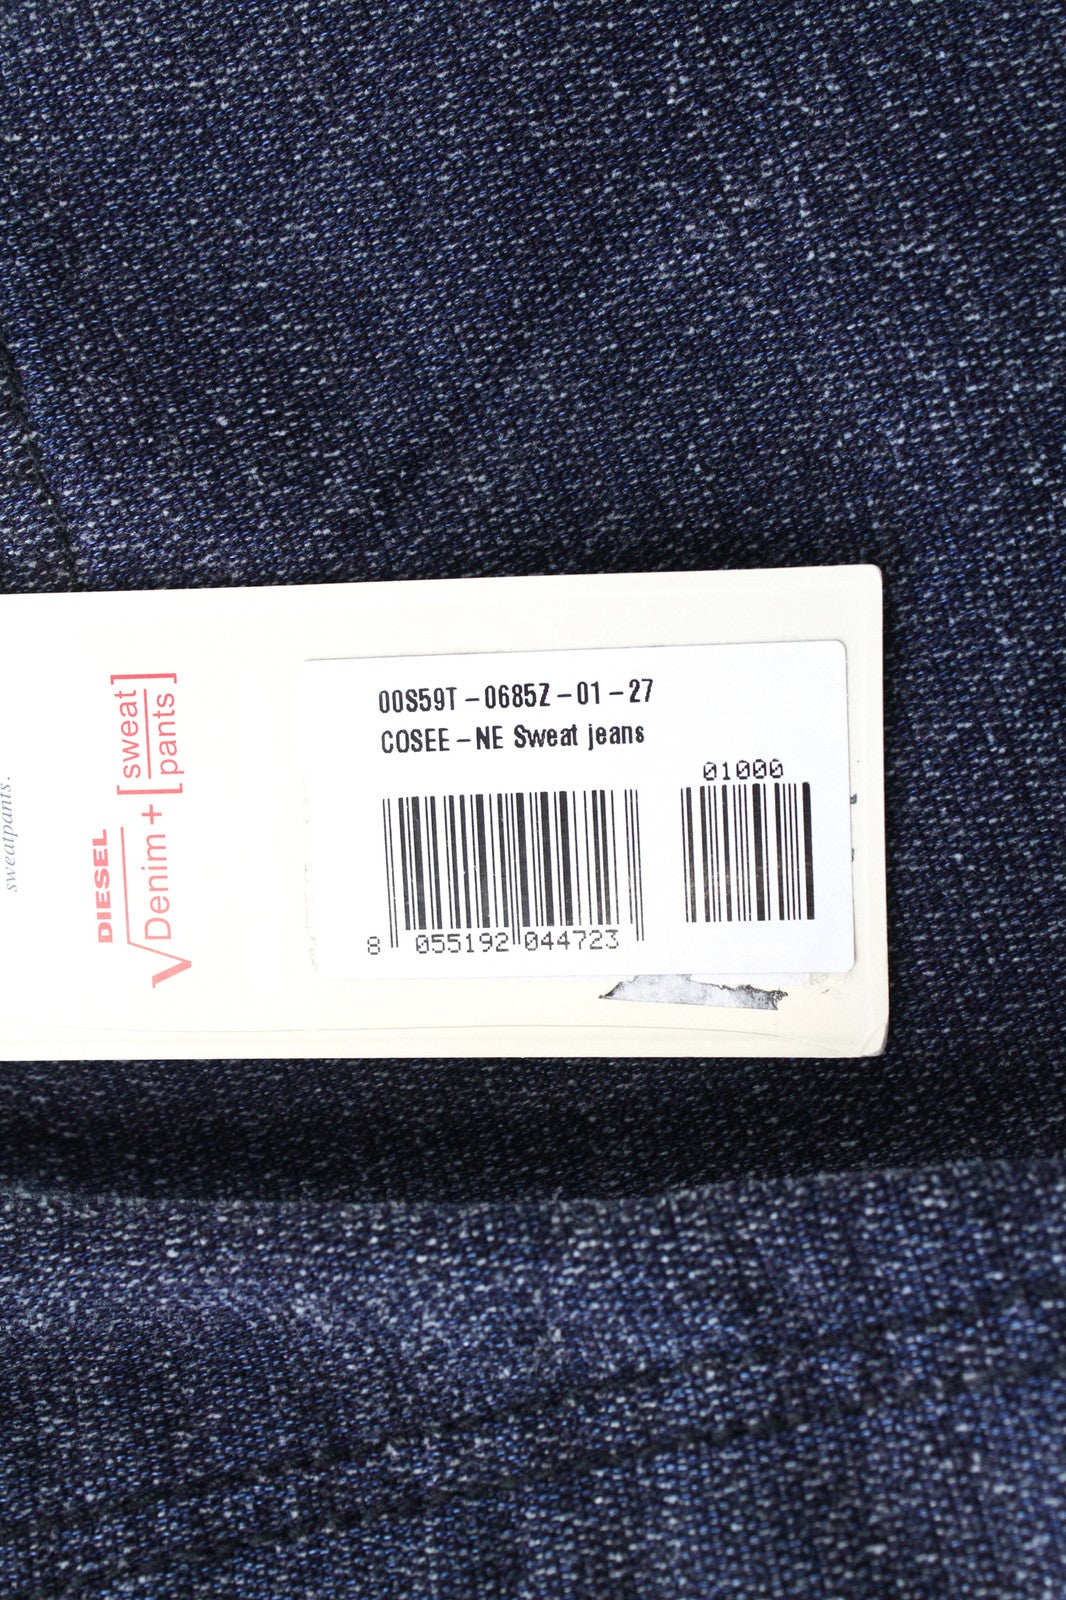 00S59T-0685Z-01-27
COSEE-NE Sweat jeans
01000
8 055192 044723
DIESEL
√Denim+[sweat
pants]
sweatpants.